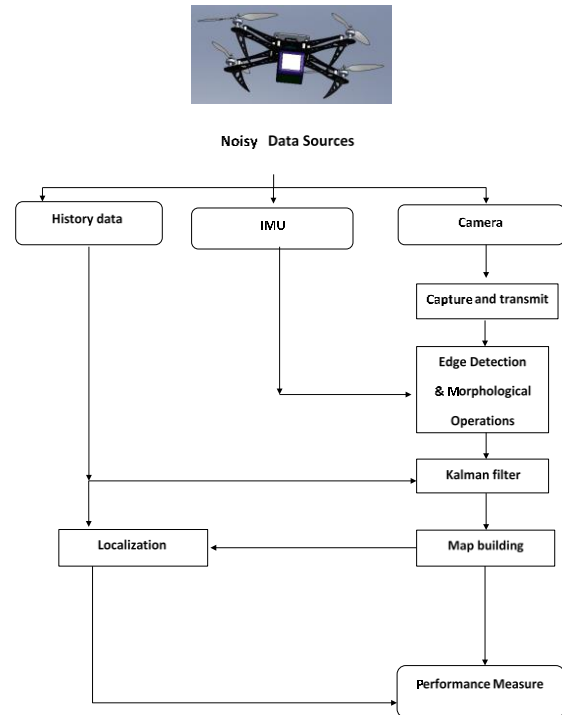 Noisy Data Sources
History data
IMU
Camera
Capture and transmit
Edge Detection
& Morphological
Operations
Kalman filter
Localization
Map building
Performance Measure